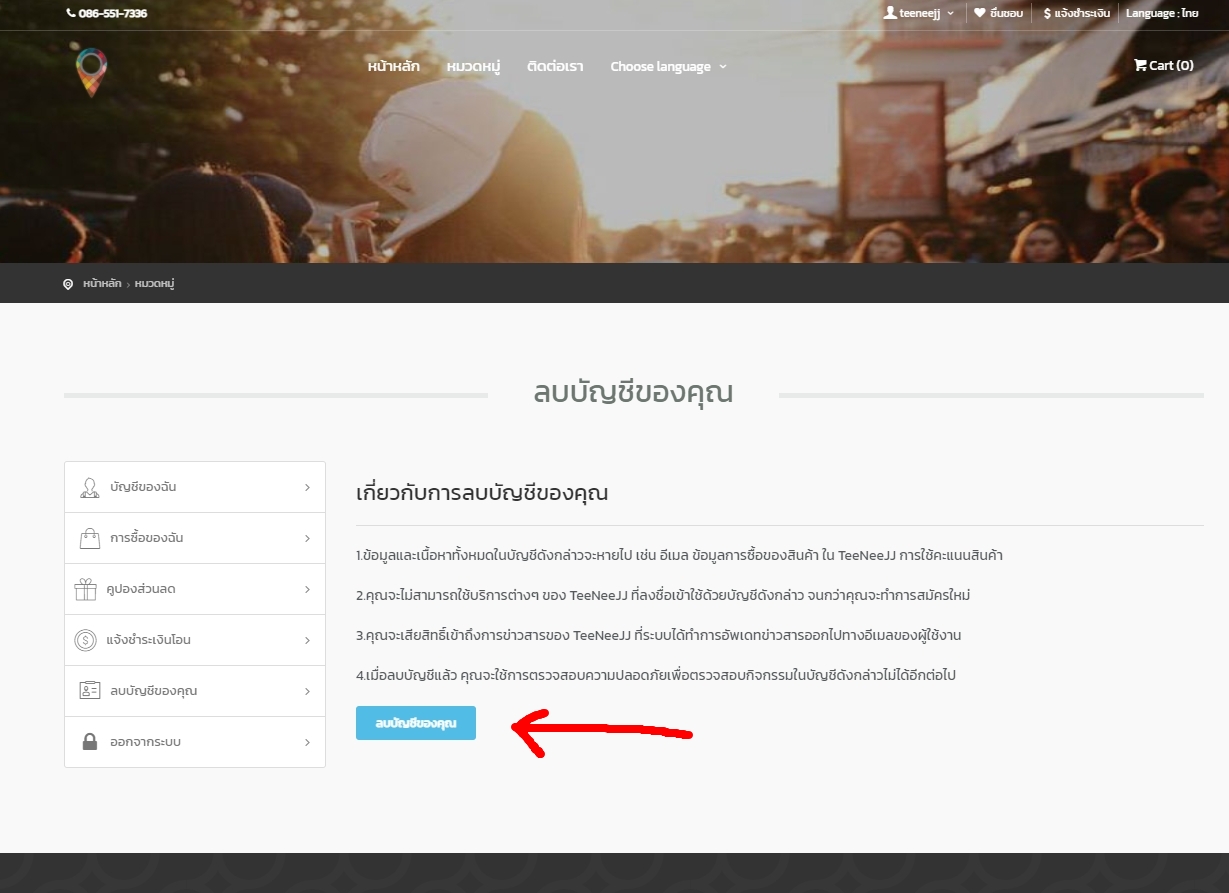 086-551-7336
teeneejj
ชื่นชอบ
$ แจ้งชำระเงิน
Language : ไทย
หน้าหลัก
หมวดหมู่
ติดต่อเรา
Choose language
Cart (0)
หน้าหลัก › หมวดหมู่
ลบบัญชีของคุณ
บัญชีของฉัน
การซื้อของฉัน
คูปองส่วนลด
แจ้งชำระเงินโอน
ลบบัญชีของคุณ
ออกจากระบบ
เกี่ยวกับการลบบัญชีของคุณ
1.ข้อมูลและเนื้อหาทั้งหมดในบัญชีดังกล่าวจะหายไป เช่น อีเมล ข้อมูลการซื้อของสินค้า ใน TeeNeeJJ การใช้คะแนนสินค้า
2.คุณจะไม่สามารถใช้บริการต่างๆ ของ TeeNeeJJ ที่ลงชื่อเข้าใช้ด้วยบัญชีดังกล่าว จนกว่าคุณจะทำการสมัครใหม่
3.คุณจะเสียสิทธิ์เข้าถึงการข่าวสารของ TeeNeeJJ ที่ระบบได้ทำการอัพเดทข่าวสารออกไปทางอีเมลของผู้ใช้งาน
4.เมื่อลบบัญชีแล้ว คุณจะใช้การตรวจสอบความปลอดภัยเพื่อตรวจสอบกิจกรรมในบัญชีดังกล่าวไม่ได้อีกต่อไป
ลบบัญชีของคุณ